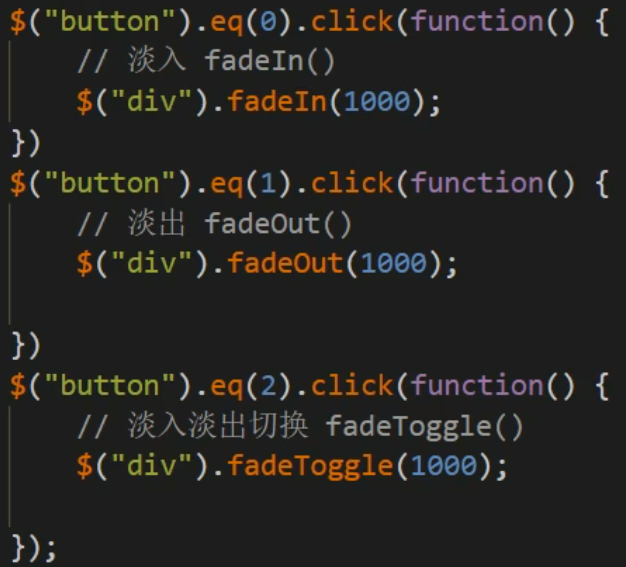 $("button").eq(0).click(function() {
    // 淡入 fadeIn()
    $("div").fadeIn(1000);
})
$("button").eq(1).click(function() {
    // 淡出 fadeOut()
    $("div").fadeOut(1000);

})
$("button").eq(2).click(function() {
    // 淡入淡出切换 fadeToggle()
    $("div").fadeToggle(1000);

});